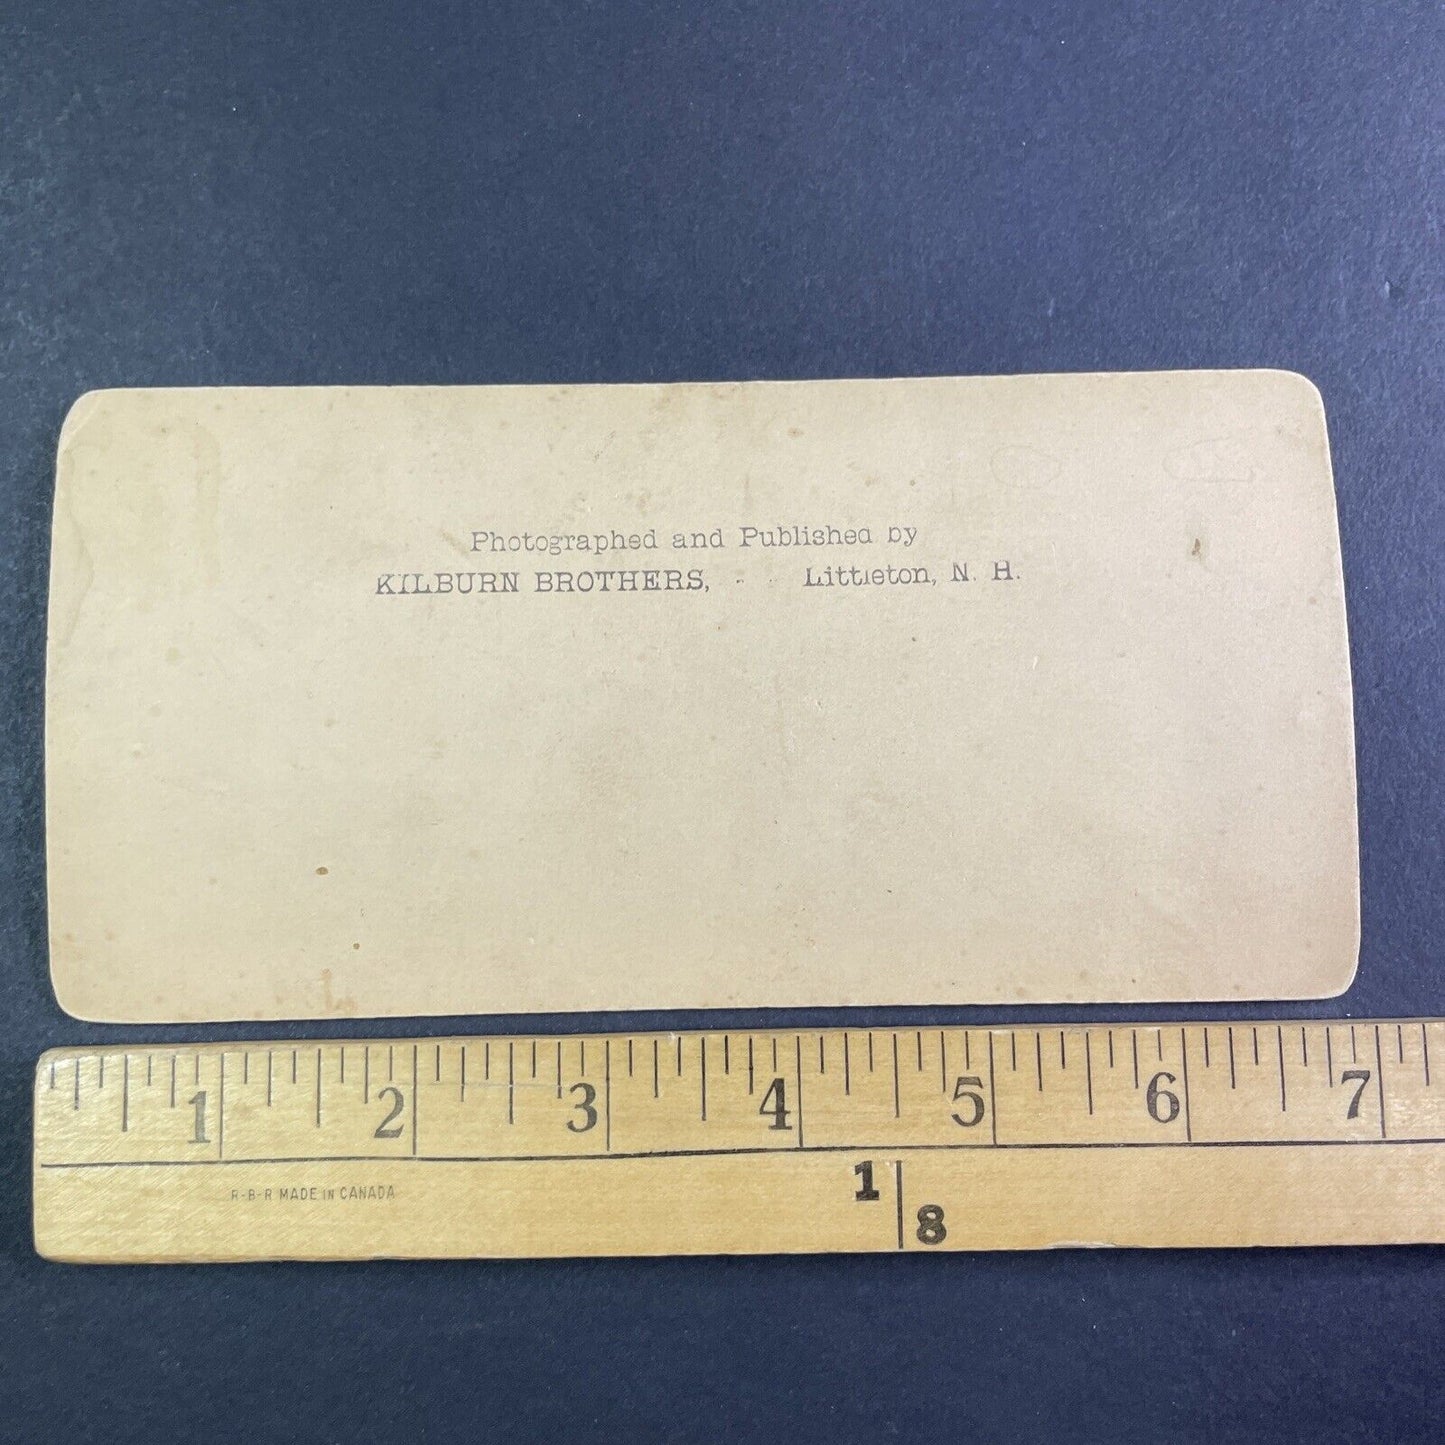 Photographed and Published by
KILBURN BROTHERS, - - Littleton, N. H.
1 2 3 4 5 6 7
R-B-R MADE IN CANADA
1 8